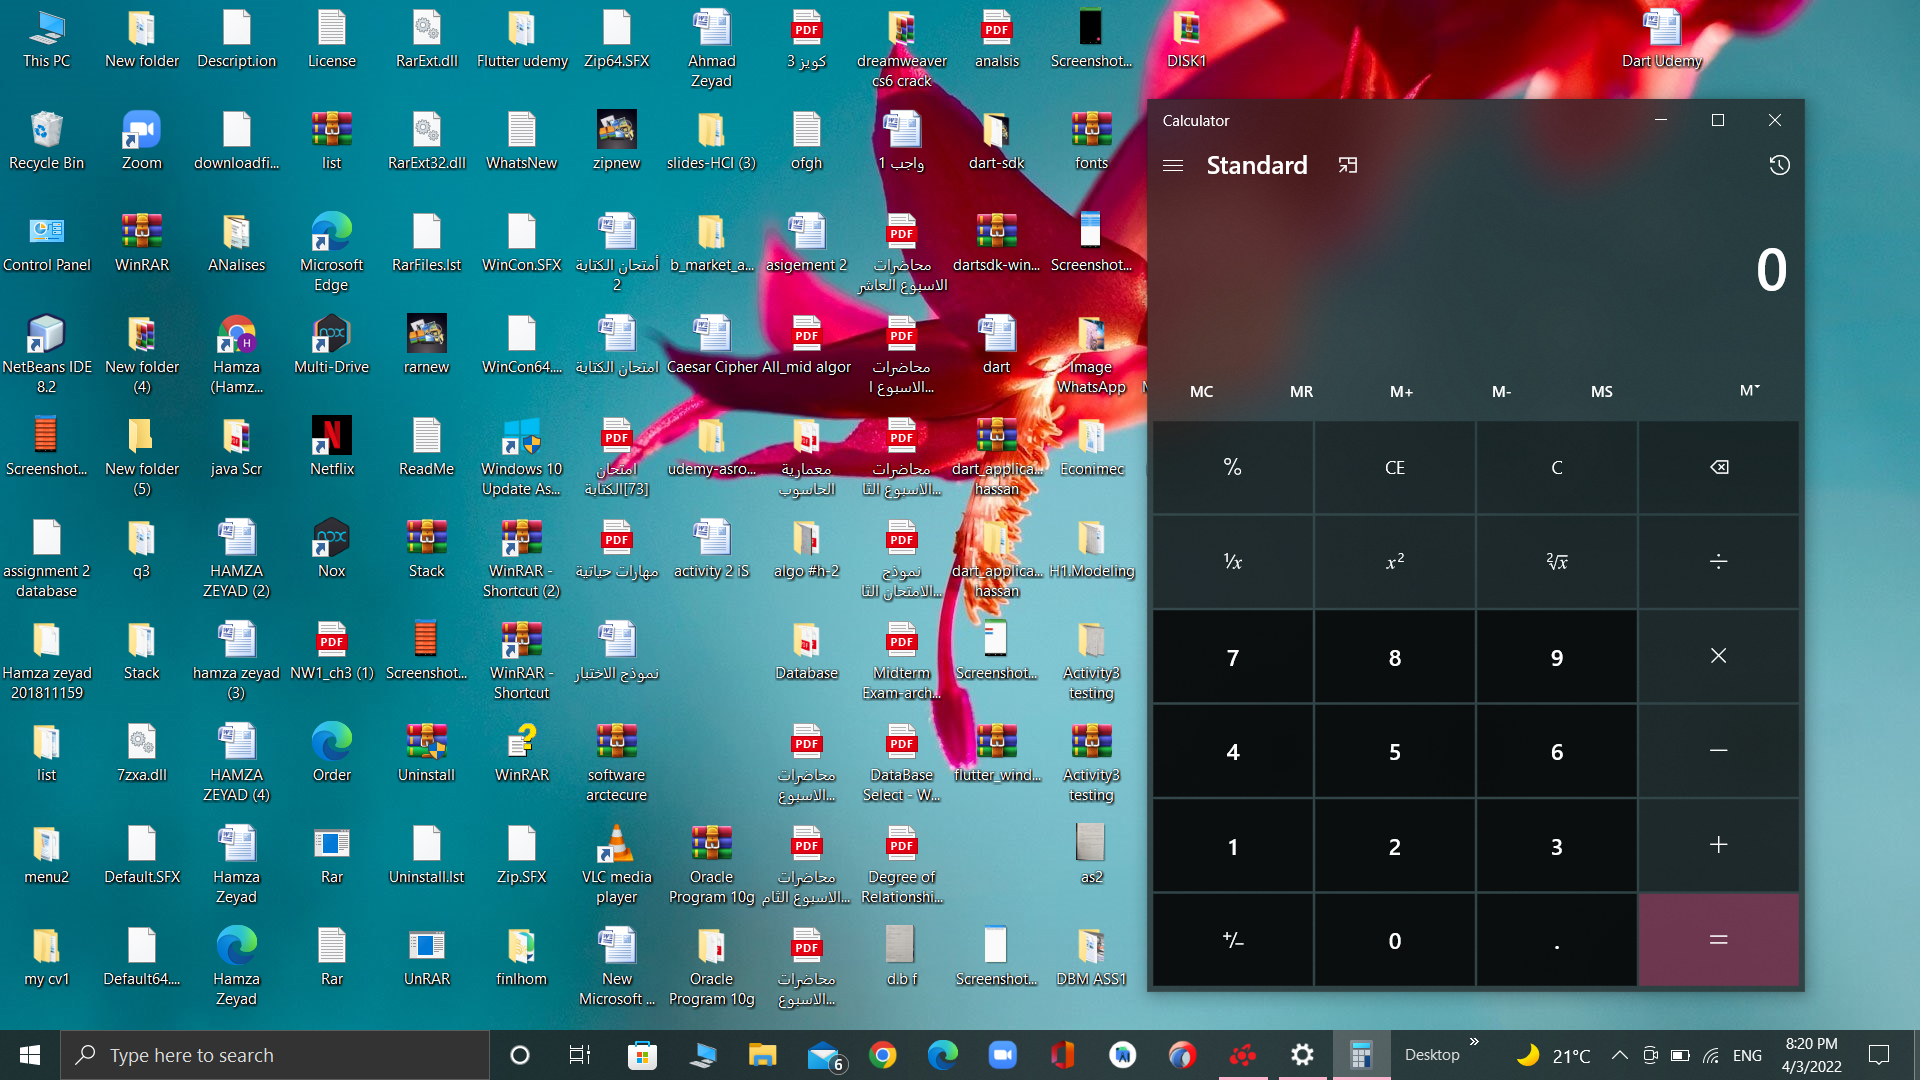 This PC
New folder
Descript.ion
License
RarExt.dll
Flutter udemy
Zip64.SFX
Ahmad
Zeyad
كويز 3
dreamweaver
cs6 crack
analsis
Screenshot...
DISK1
Dart Udemy
Recycle Bin
Zoom
downloadfi...
list
RarExt32.dll
WhatsNew
zipnew
slides-HCI (3)
ofgh
واجب 1
dart-sdk
fonts
Control Panel
WinRAR
ANalises
Microsoft
Edge
RarFiles.lst
WinCon.SFX
أمتحان الكتابة
2
b_market_a...
asigement 2
محاضرات
الاسبوع العاشر
dartsdk-win...
Screenshot...
NetBeans IDE
8.2
New folder
(4)
Hamza
(Hamz...
Multi-Drive
rarnew
WinCon64....
امتحان الكتابة
Caesar Cipher
All_mid algor
محاضرات
الاسبوع ا...
dart
Image
WhatsApp
Screenshot...
New folder
(5)
java Scr
Netflix
ReadMe
Windows 10
Update As...
امتحان
الكتابة[73]
udemy-asro...
معمارية
الحاسوب
محاضرات
الاسبوع الثا...
dart_applica...
hassan
Econimec
assignment 2
database
q3
HAMZA
ZEYAD (2)
Nox
Stack
WinRAR -
Shortcut (2)
مهارات حياتية
activity 2 iS
algo #h-2
نموذج
الامتحان الثا...
dart_applica...
hassan
H1.Modeling
Hamza zeyad
201811159
Stack
hamza zeyad
(3)
NW1_ch3 (1)
Screenshot...
WinRAR -
Shortcut
نموذج الاختبار
Database
Midterm
Exam-arch...
Screenshot...
Activity3
testing
list
7zxa.dll
HAMZA
ZEYAD (4)
Order
Uninstall
WinRAR
software
arctecure
محاضرات
الاسبوع...
DataBase
Select - W...
flutter_wind...
Activity3
testing
menu2
Default.SFX
Hamza
Zeyad
Rar
Uninstall.lst
Zip.SFX
VLC media
player
Oracle
Program 10g
محاضرات
الاسبوع الثام...
Degree of
Relationshi...
as2
my cv1
Default64....
Hamza
Zeyad
Rar
UnRAR
finlhom
New
Microsoft ...
Oracle
Program 10g
محاضرات
الاسبوع...
d.b f
Screenshot...
DBM ASS1
Calculator
Standard
0
MC MR M+ M- MS M
% CE C
1/x x² ²√x ÷
7 8 9 ×
4 5 6 −
1 2 3 +
+/− 0 . =
Type here to search
6
Desktop
21°C
ENG
8:20 PM
4/3/2022